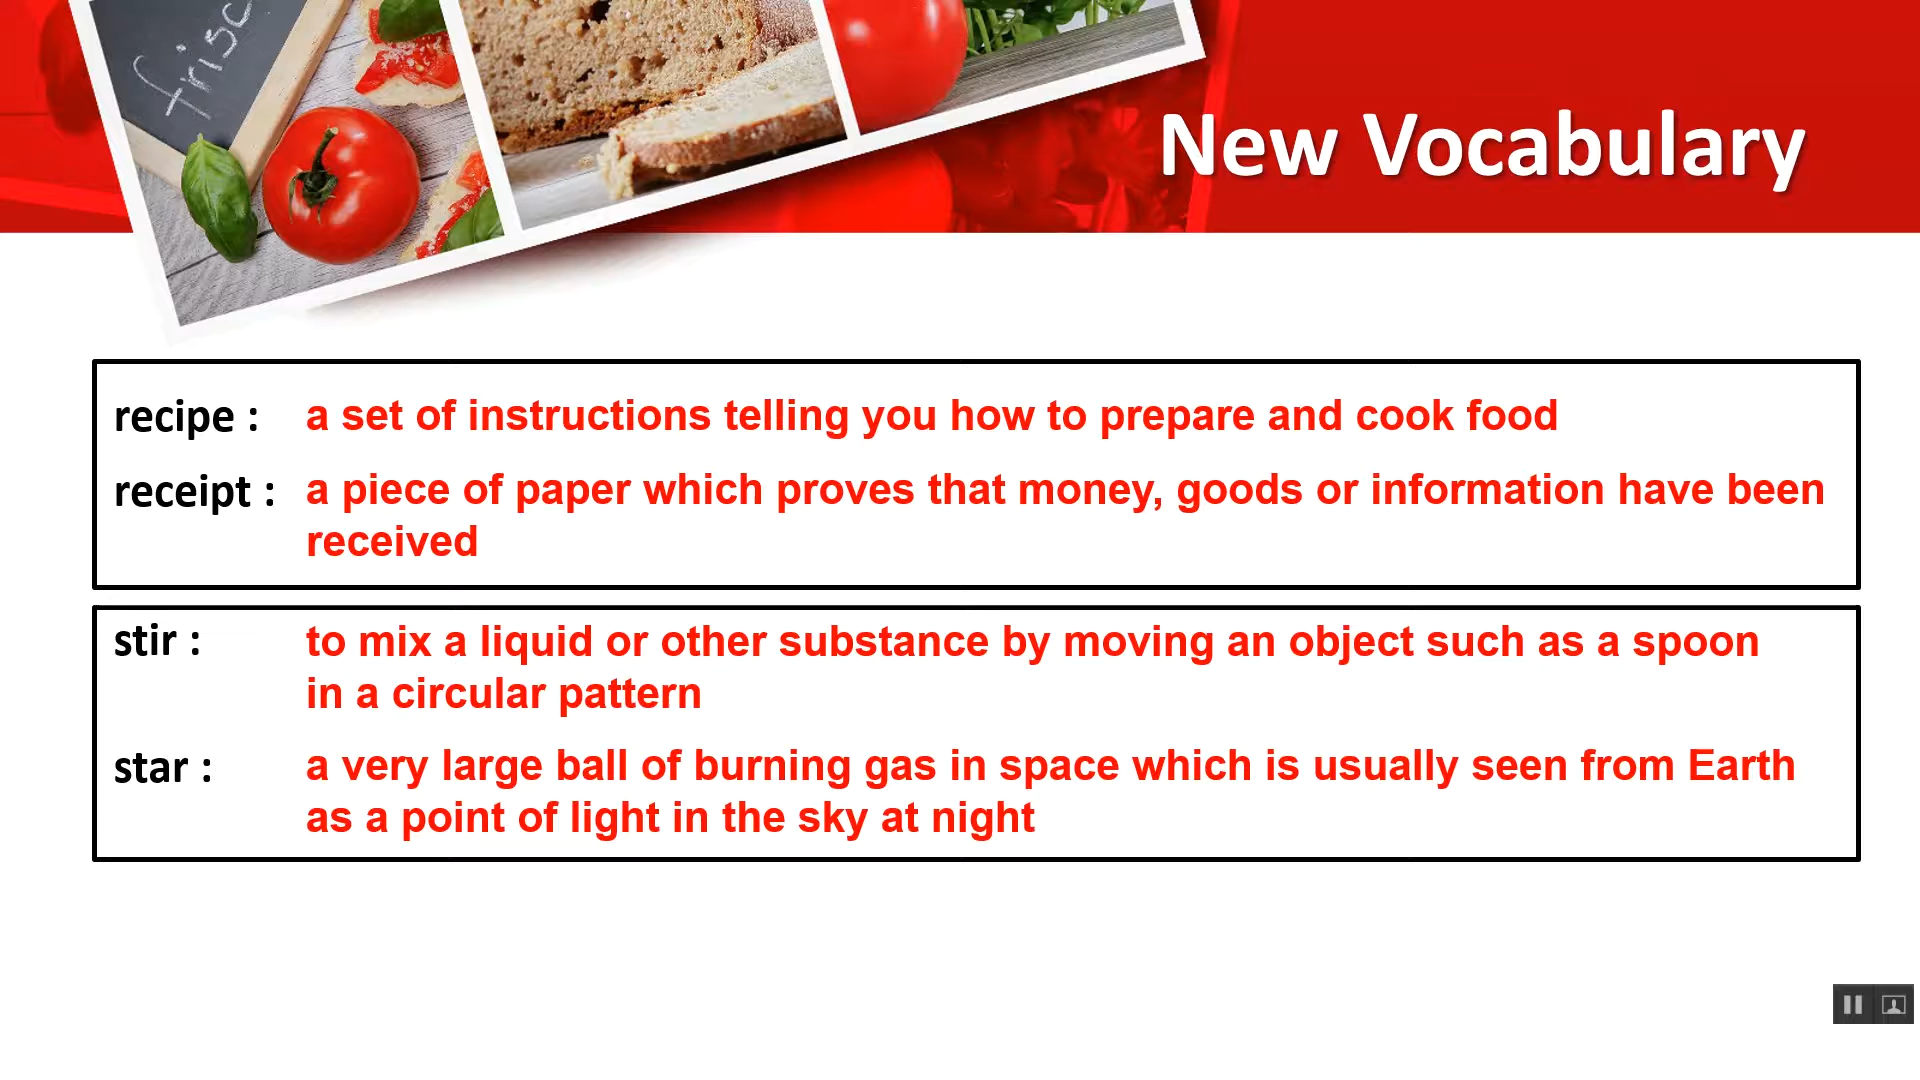 frisc
New Vocabulary
recipe : a set of instructions telling you how to prepare and cook food
receipt : a piece of paper which proves that money, goods or information have been
received
stir : to mix a liquid or other substance by moving an object such as a spoon
in a circular pattern
star : a very large ball of burning gas in space which is usually seen from Earth
as a point of light in the sky at night